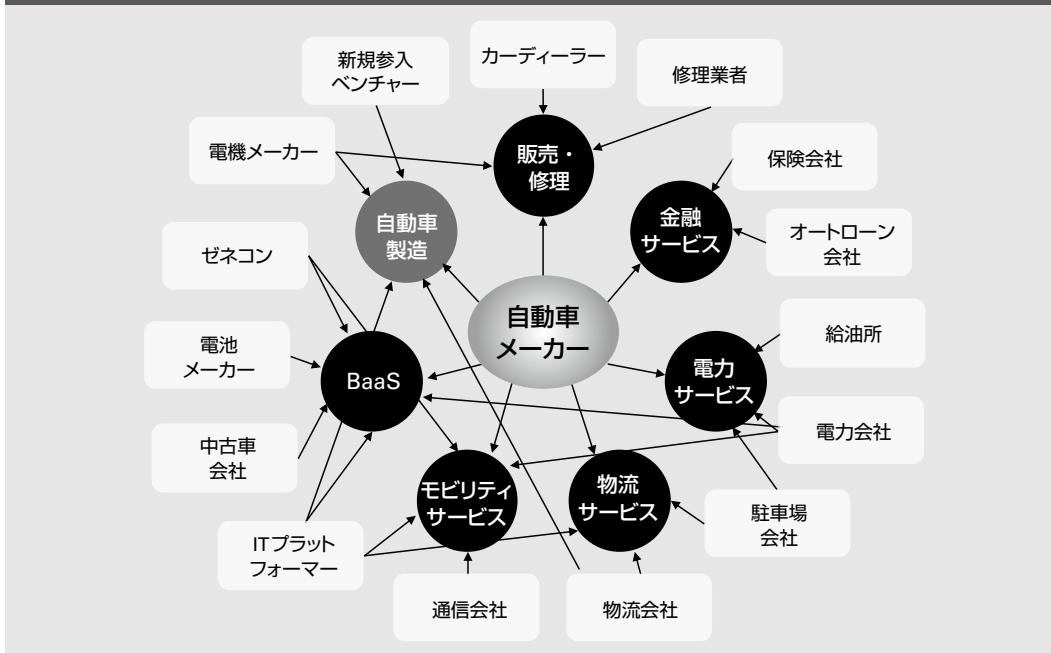 新規参入
ベンチャー
カーディーラー
修理業者
電機メーカー
販売・
修理
保険会社
自動車
製造
金融
サービス
オートローン
会社
ゼネコン
自動車
メーカー
給油所
電池
メーカー
BaaS
電力
サービス
中古車
会社
電力会社
モビリティ
サービス
物流
サービス
駐車場
会社
ITプラット
フォーマー
通信会社
物流会社